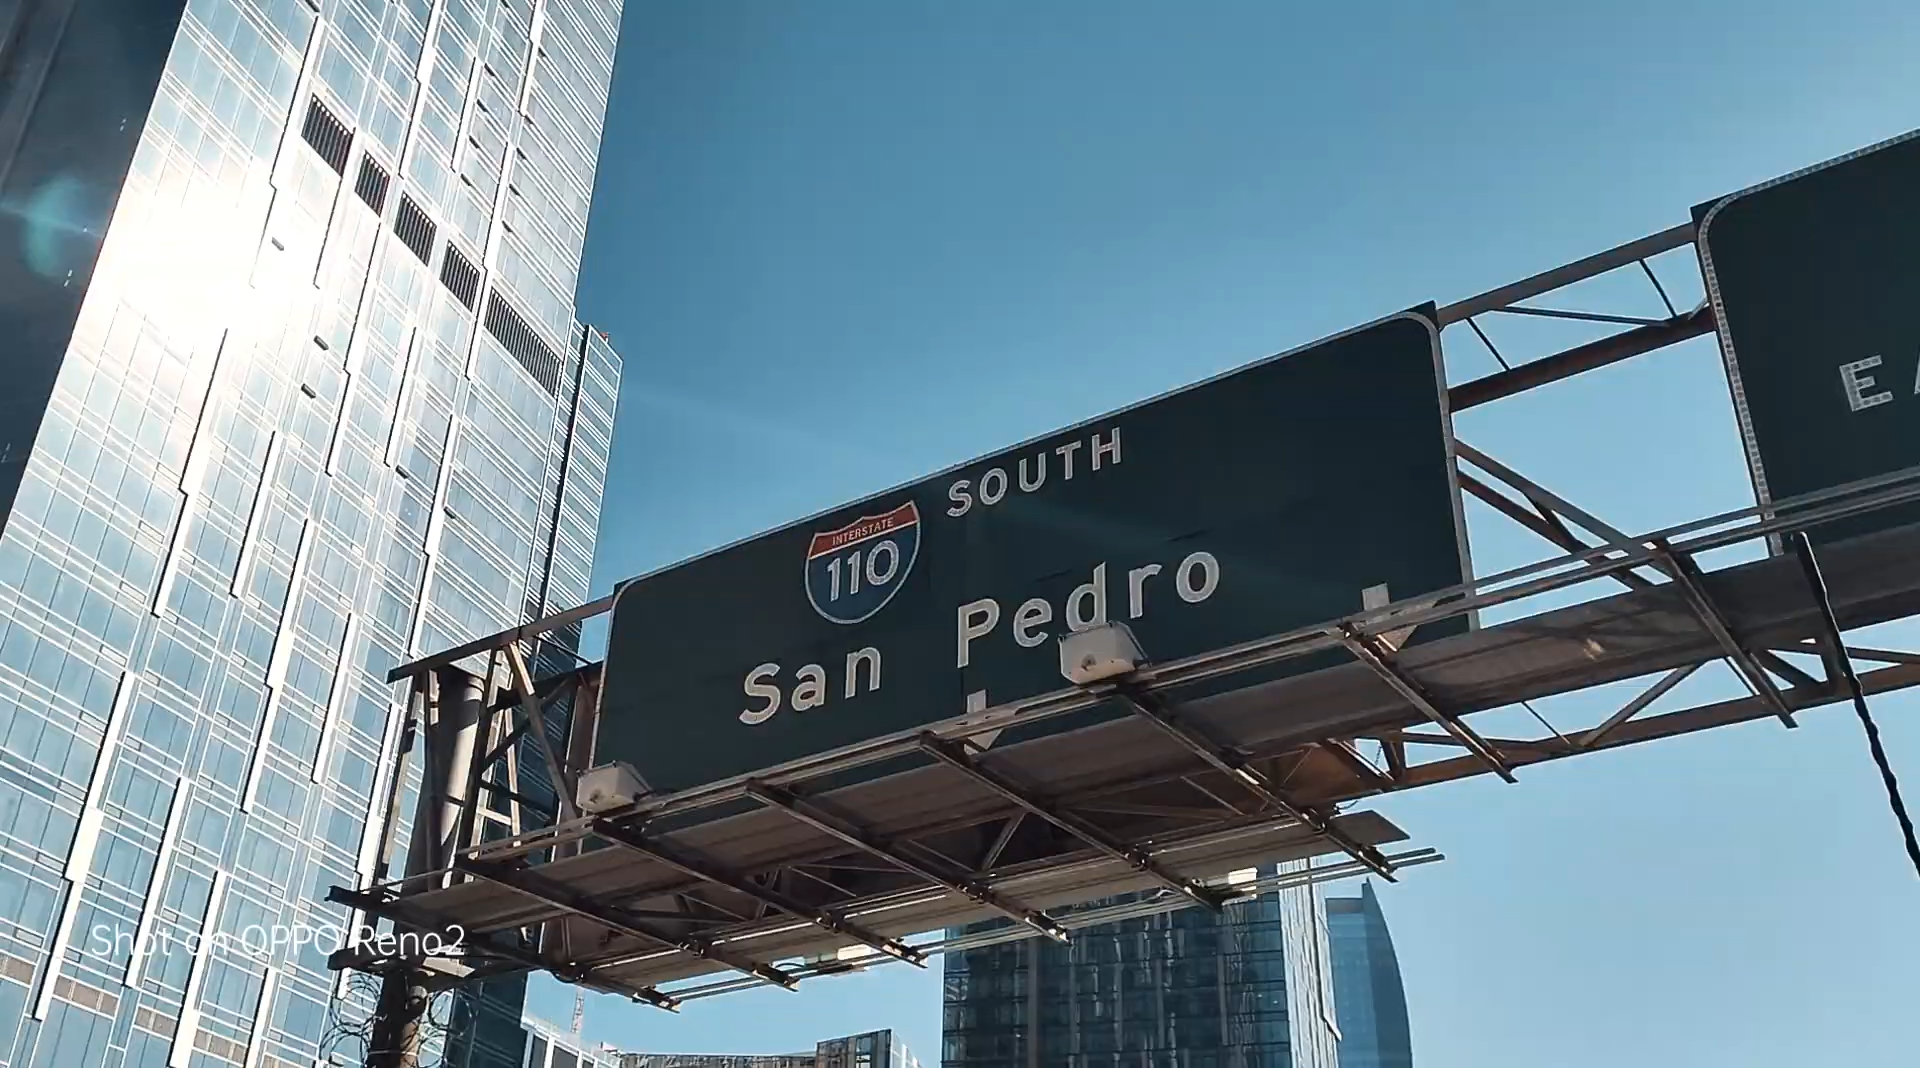 SOUTH
INTERSTATE
110
San Pedro
Shot on OPPO Reno2